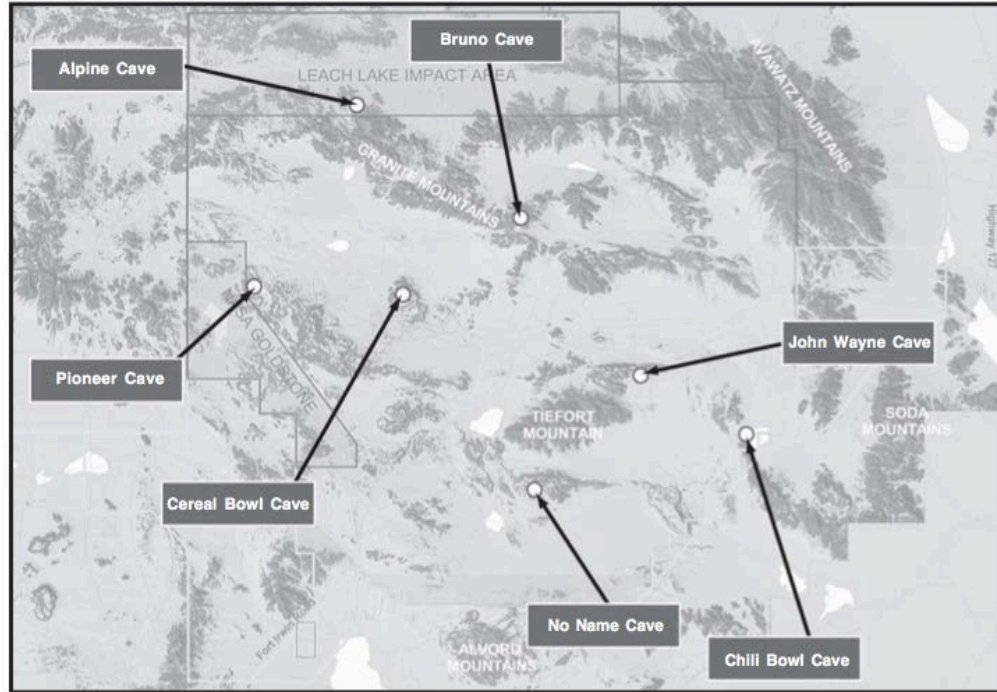 Bruno Cave
Alpine Cave
LEACH LAKE IMPACT AREA
AVAWATZ MOUNTAINS
GRANITE MOUNTAINS
Highway 127
John Wayne Cave
Pioneer Cave
GOLDSTONE
TIEFORT
MOUNTAIN
SODA
MOUNTAINS
Cereal Bowl Cave
No Name Cave
Fort Irwin
ALVORD
MOUNTAINS
Chili Bowl Cave